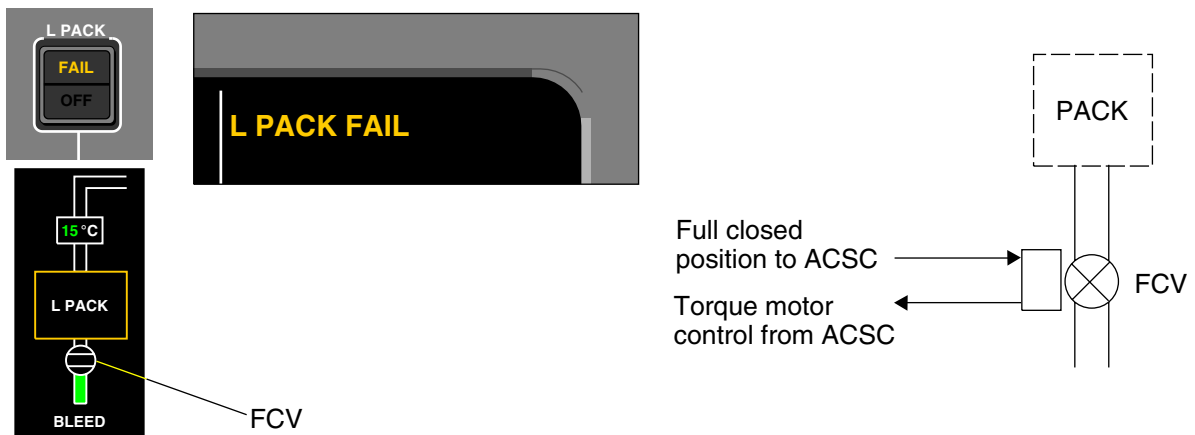 L PACK
FAIL
OFF
L PACK FAIL
15 °C
L PACK
BLEED
FCV
PACK
Full closed
position to ACSC
Torque motor
control from ACSC
FCV